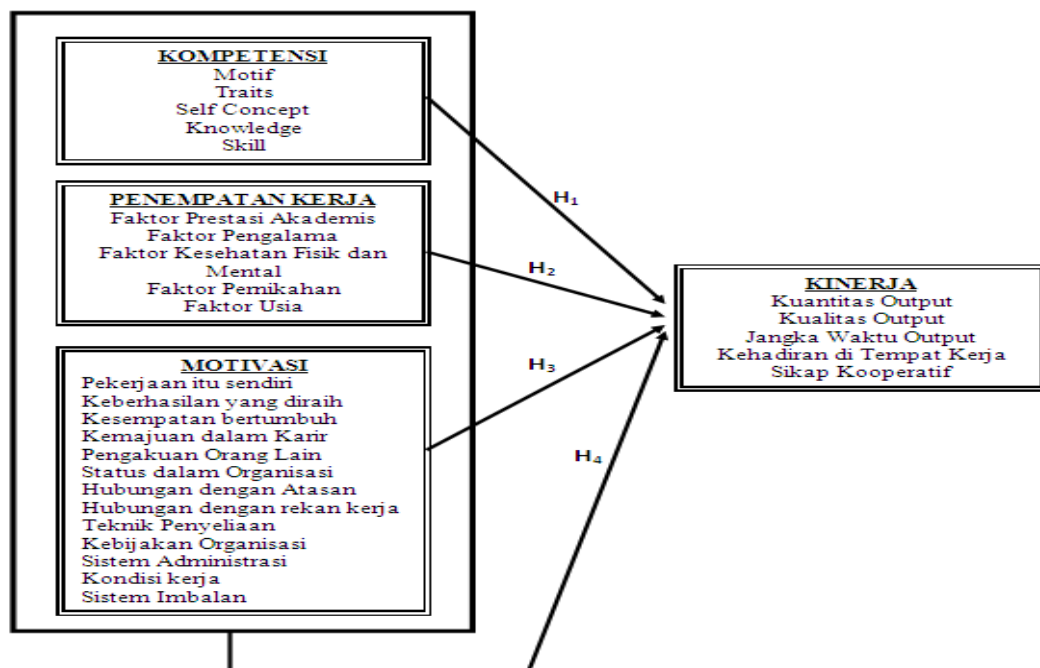 KOMPETENSI
Motif
Traits
Self Concept
Knowledge
Skill
PENEMPATAN KERJA
Faktor Prestasi Akademis
Faktor Pengalama
Faktor Kesehatan Fisik dan
Mental
Faktor Pernikahan
Faktor Usia
MOTIVASI
Pekerjaan itu sendiri
Keberhasilan yang diraih
Kesempatan bertumbuh
Kemajuan dalam Karir
Pengakuan Orang Lain
Status dalam Organisasi
Hubungan dengan Atasan
Hubungan dengan rekan kerja
Teknik Penyeliaan
Kebijakan Organisasi
Sistem Administrasi
Kondisi kerja
Sistem Imbalan
H₁
H₂
H₃
H₄
KINERJA
Kuantitas Output
Kualitas Output
Jangka Waktu Output
Kehadiran di Tempat Kerja
Sikap Kooperatif